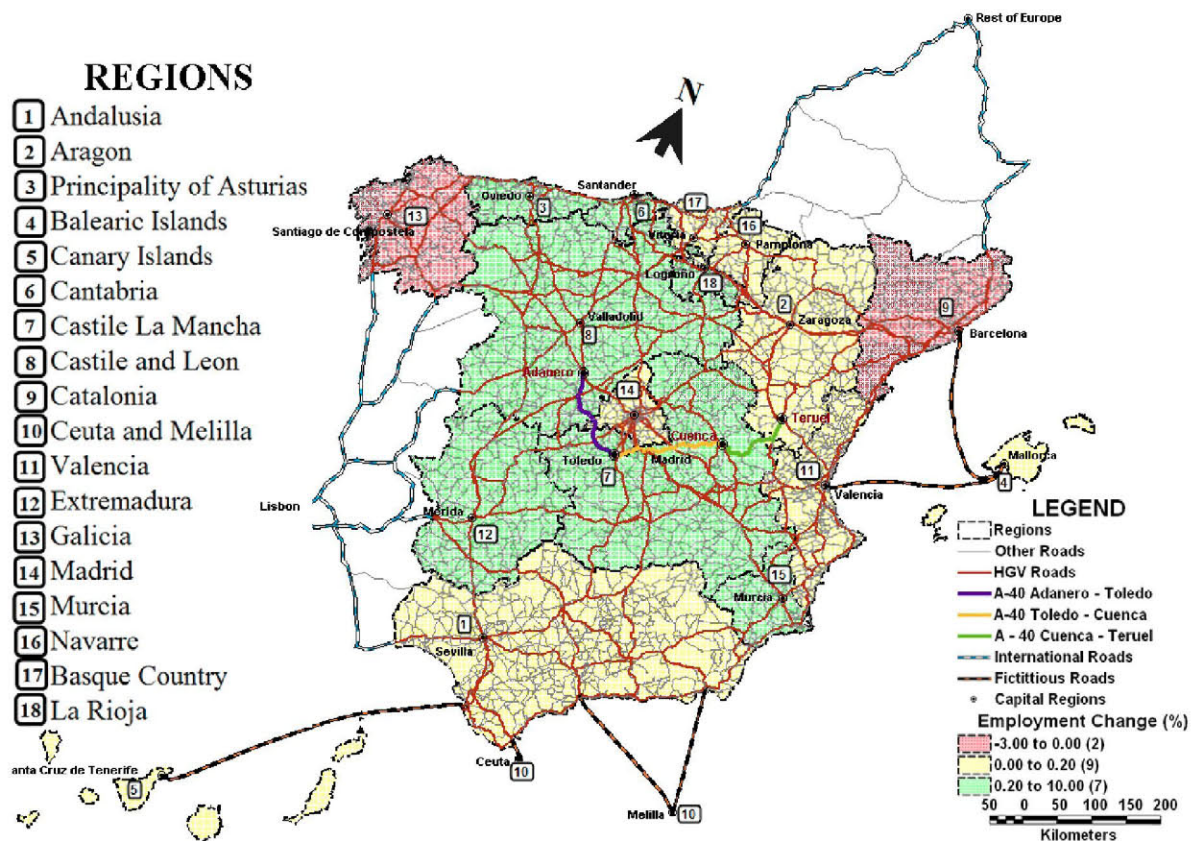 REGIONS
1 Andalusia
2 Aragon
3 Principality of Asturias
4 Balearic Islands
5 Canary Islands
6 Cantabria
7 Castile La Mancha
8 Castile and Leon
9 Catalonia
10 Ceuta and Melilla
11 Valencia
12 Extremadura
13 Galicia
14 Madrid
15 Murcia
16 Navarre
17 Basque Country
18 La Rioja
Rest of Europe
N
Santander
17
Oviedo
3
6
13
Santiago de Compostela
Vitoria
16
Pamplona
Logroño
18
2
9
Valladolid
Zaragoza
8
Barcelona
Adanero
14
Teruel
Cuenca
Toledo
Madrid
7
11
Mallorca
4
Valencia
Lisbon
Mérida
12
15
Murcia
1
Sevilla
anta Cruz de Tenerife
5
Ceuta
10
Melilla
10
LEGEND
Regions
Other Roads
HGV Roads
A-40 Adanero - Toledo
A-40 Toledo - Cuenca
A - 40 Cuenca - Teruel
International Roads
Fictittious Roads
Capital Regions
Employment Change (%)
-3.00 to 0.00 (2)
0.00 to 0.20 (9)
0.20 to 10.00 (7)
50 0 50 100 150 200
Kilometers